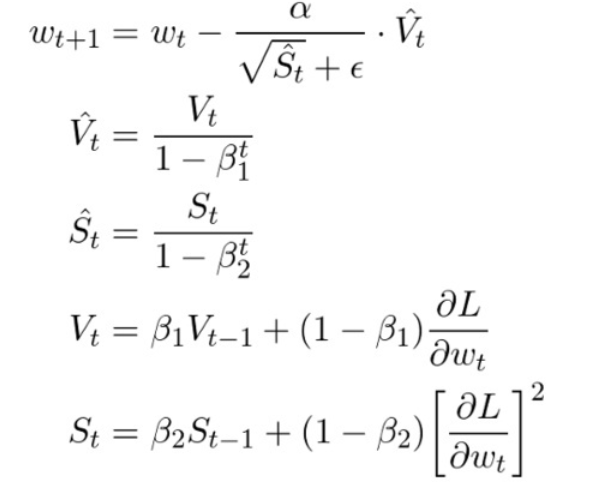 w_{t+1} = w_t - \frac{\alpha}{\sqrt{\hat{S}_t} + \epsilon} \cdot \hat{V}_t
\hat{V}_t = \frac{V_t}{1 - \beta_1^t}
\hat{S}_t = \frac{S_t}{1 - \beta_2^t}
V_t = \beta_1 V_{t-1} + (1 - \beta_1) \frac{\partial L}{\partial w_t}
S_t = \beta_2 S_{t-1} + (1 - \beta_2) \left[ \frac{\partial L}{\partial w_t} \right]^2